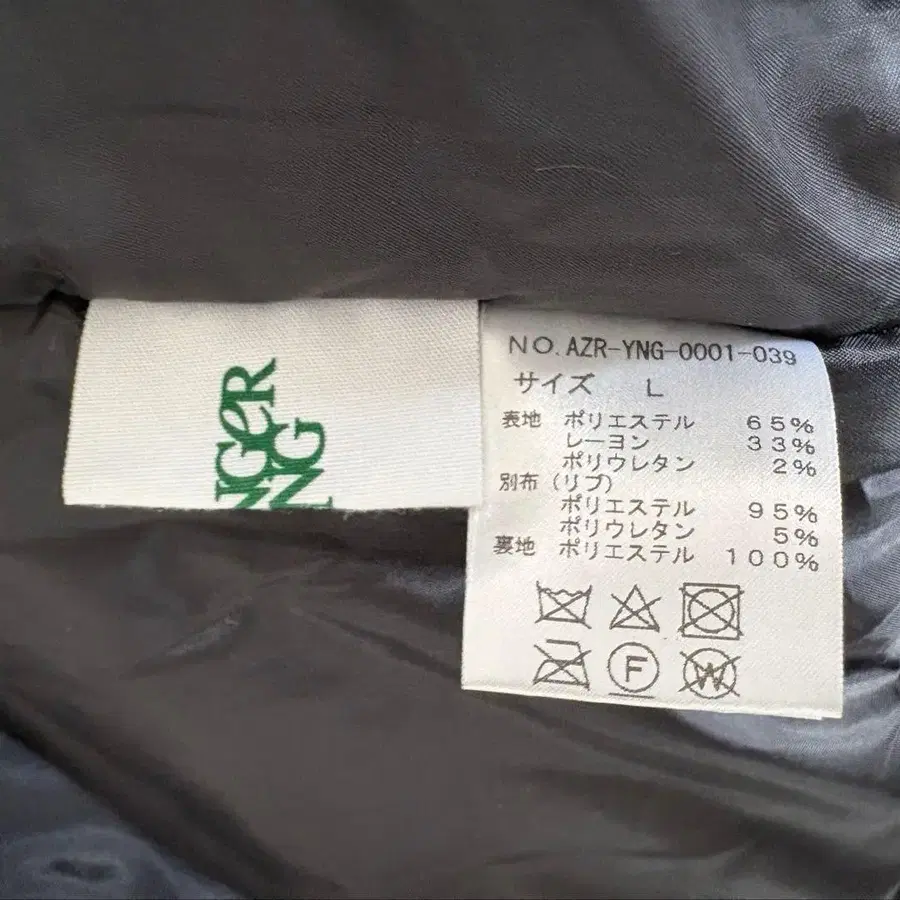 NGeR
NG
NO. AZR-YNG-0001-039
サイズ L
表地 ポリエステル 65%
レーヨン 33%
ポリウレタン 2%
別布(リブ)
ポリエステル 95%
ポリウレタン 5%
裏地 ポリエステル 100%
F
W